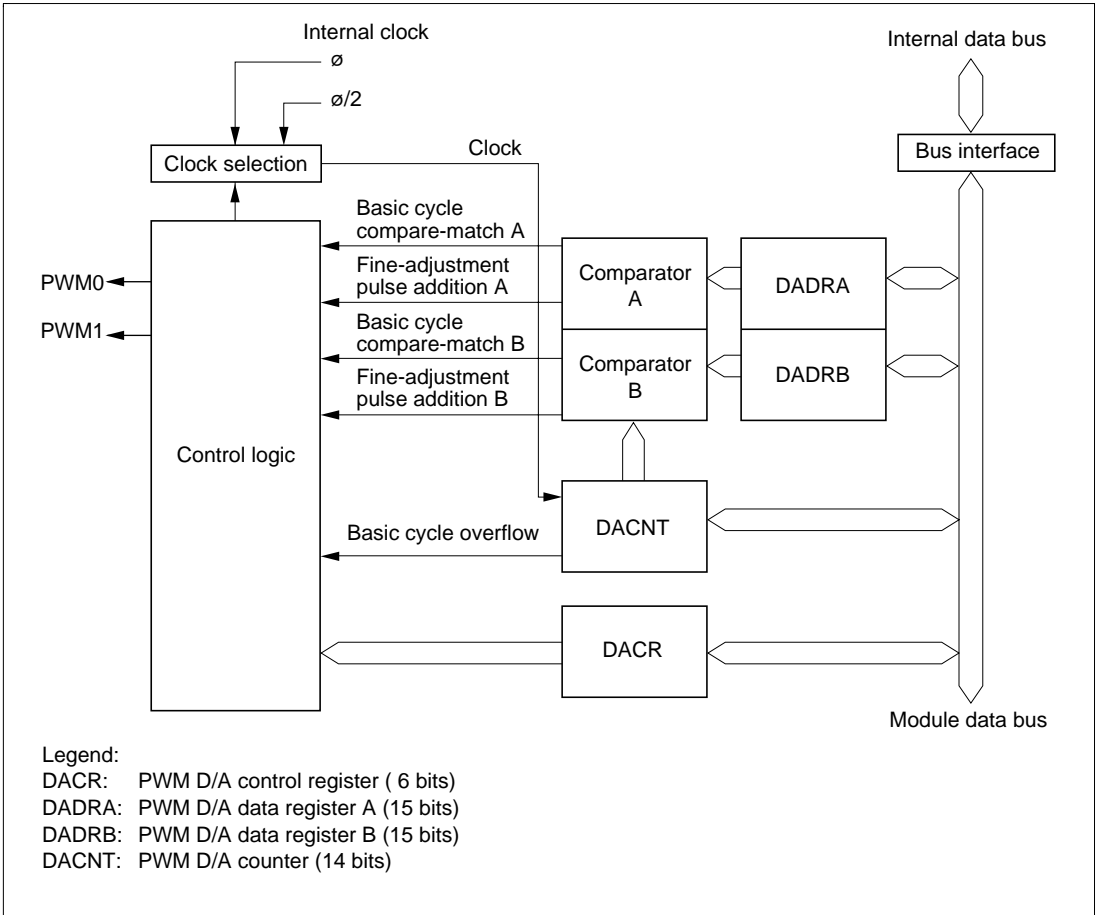 Internal clock
ø
ø/2
Internal data bus
Clock selection
Clock
Bus interface
Basic cycle
compare-match A
Fine-adjustment
pulse addition A
Basic cycle
compare-match B
Fine-adjustment
pulse addition B
Comparator
A
DADRA
Comparator
B
DADRB
PWM0
PWM1
Control logic
Basic cycle overflow
DACNT
DACR
Module data bus
Legend:
DACR: PWM D/A control register ( 6 bits)
DADRA: PWM D/A data register A (15 bits)
DADRB: PWM D/A data register B (15 bits)
DACNT: PWM D/A counter (14 bits)